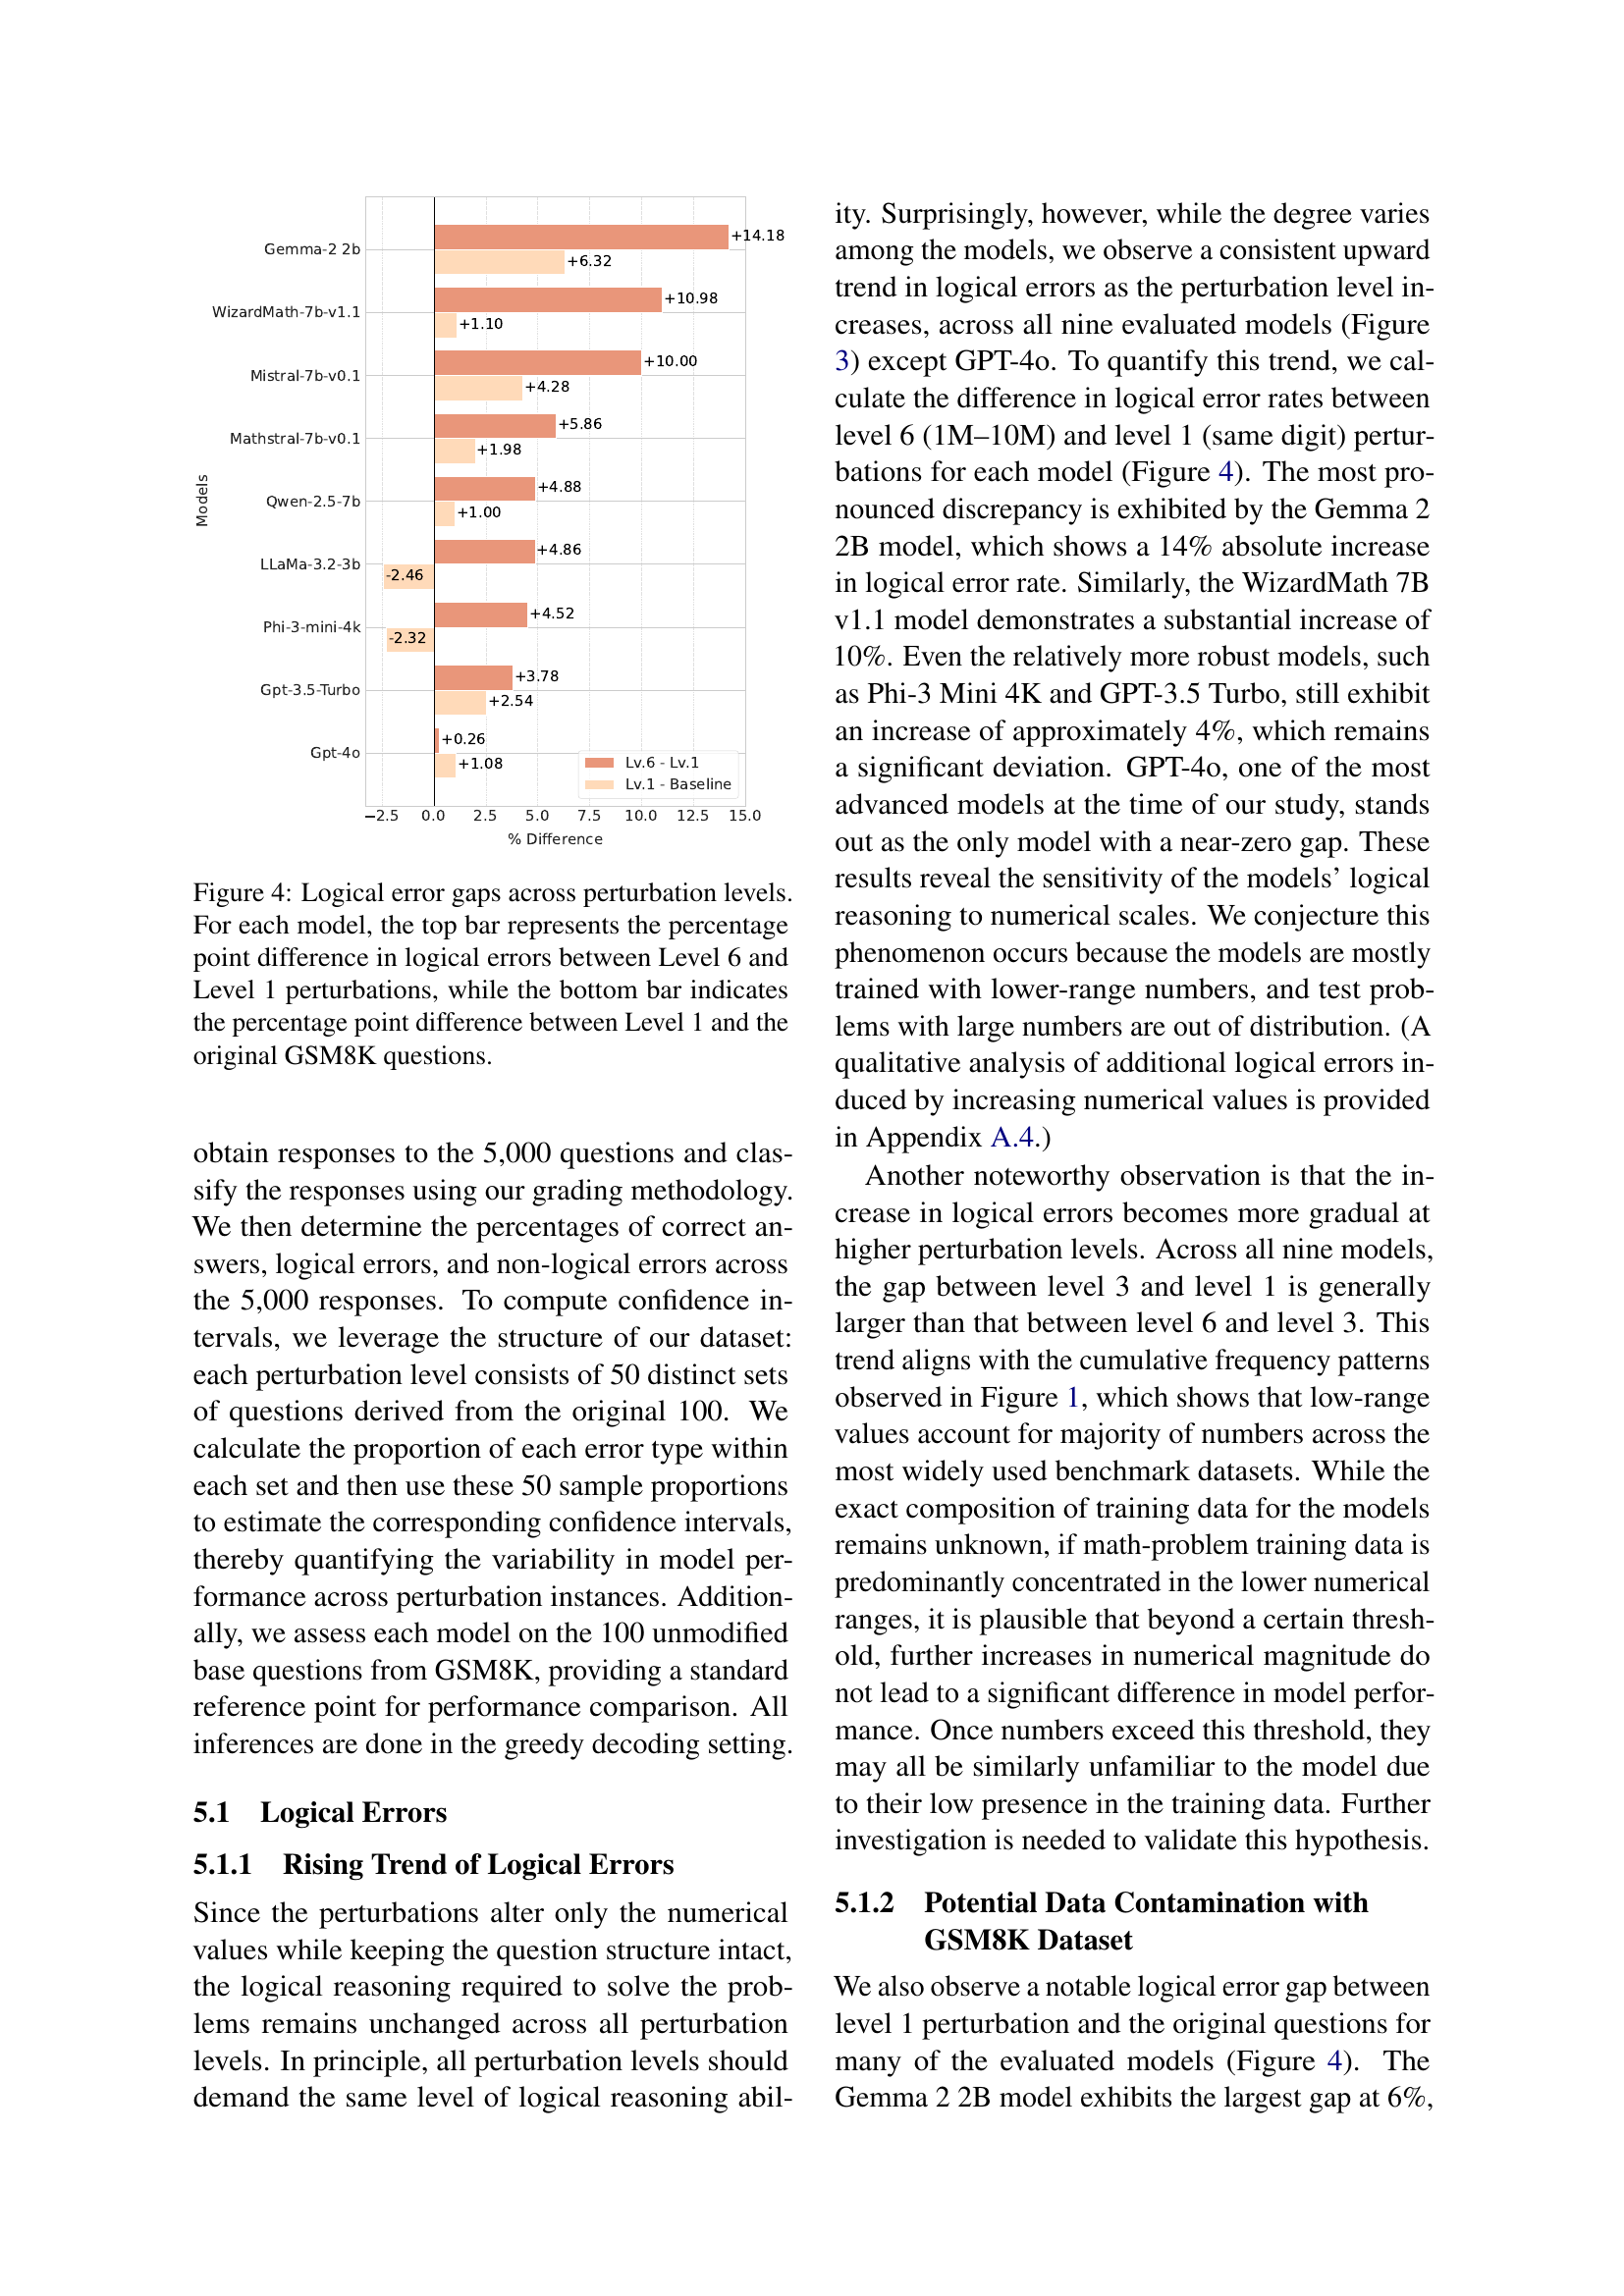 Models
Gemma-2 2b
+14.18
+6.32
WizardMath-7b-v1.1
+10.98
+1.10
Mistral-7b-v0.1
+10.00
+4.28
Mathstral-7b-v0.1
+5.86
+1.98
Qwen-2.5-7b
+4.88
+1.00
LLaMa-3.2-3b
+4.86
-2.46
Phi-3-mini-4k
+4.52
-2.32
Gpt-3.5-Turbo
+3.78
+2.54
Gpt-4o
+0.26
+1.08
Lv.6 - Lv.1
Lv.1 - Baseline
−2.5 0.0 2.5 5.0 7.5 10.0 12.5 15.0
% Difference
Figure 4: Logical error gaps across perturbation levels.
For each model, the top bar represents the percentage
point difference in logical errors between Level 6 and
Level 1 perturbations, while the bottom bar indicates
the percentage point difference between Level 1 and the
original GSM8K questions.
obtain responses to the 5,000 questions and clas-
sify the responses using our grading methodology.
We then determine the percentages of correct an-
swers, logical errors, and non-logical errors across
the 5,000 responses. To compute confidence in-
tervals, we leverage the structure of our dataset:
each perturbation level consists of 50 distinct sets
of questions derived from the original 100. We
calculate the proportion of each error type within
each set and then use these 50 sample proportions
to estimate the corresponding confidence intervals,
thereby quantifying the variability in model per-
formance across perturbation instances. Addition-
ally, we assess each model on the 100 unmodified
base questions from GSM8K, providing a standard
reference point for performance comparison. All
inferences are done in the greedy decoding setting.
5.1 Logical Errors
5.1.1 Rising Trend of Logical Errors
Since the perturbations alter only the numerical
values while keeping the question structure intact,
the logical reasoning required to solve the prob-
lems remains unchanged across all perturbation
levels. In principle, all perturbation levels should
demand the same level of logical reasoning abil-
ity. Surprisingly, however, while the degree varies
among the models, we observe a consistent upward
trend in logical errors as the perturbation level in-
creases, across all nine evaluated models (Figure
3) except GPT-4o. To quantify this trend, we cal-
culate the difference in logical error rates between
level 6 (1M–10M) and level 1 (same digit) pertur-
bations for each model (Figure 4). The most pro-
nounced discrepancy is exhibited by the Gemma 2
2B model, which shows a 14% absolute increase
in logical error rate. Similarly, the WizardMath 7B
v1.1 model demonstrates a substantial increase of
10%. Even the relatively more robust models, such
as Phi-3 Mini 4K and GPT-3.5 Turbo, still exhibit
an increase of approximately 4%, which remains
a significant deviation. GPT-4o, one of the most
advanced models at the time of our study, stands
out as the only model with a near-zero gap. These
results reveal the sensitivity of the models' logical
reasoning to numerical scales. We conjecture this
phenomenon occurs because the models are mostly
trained with lower-range numbers, and test prob-
lems with large numbers are out of distribution. (A
qualitative analysis of additional logical errors in-
duced by increasing numerical values is provided
in Appendix A.4.)
Another noteworthy observation is that the in-
crease in logical errors becomes more gradual at
higher perturbation levels. Across all nine models,
the gap between level 3 and level 1 is generally
larger than that between level 6 and level 3. This
trend aligns with the cumulative frequency patterns
observed in Figure 1, which shows that low-range
values account for majority of numbers across the
most widely used benchmark datasets. While the
exact composition of training data for the models
remains unknown, if math-problem training data is
predominantly concentrated in the lower numerical
ranges, it is plausible that beyond a certain thresh-
old, further increases in numerical magnitude do
not lead to a significant difference in model perfor-
mance. Once numbers exceed this threshold, they
may all be similarly unfamiliar to the model due
to their low presence in the training data. Further
investigation is needed to validate this hypothesis.
5.1.2 Potential Data Contamination with
GSM8K Dataset
We also observe a notable logical error gap between
level 1 perturbation and the original questions for
many of the evaluated models (Figure 4). The
Gemma 2 2B model exhibits the largest gap at 6%,